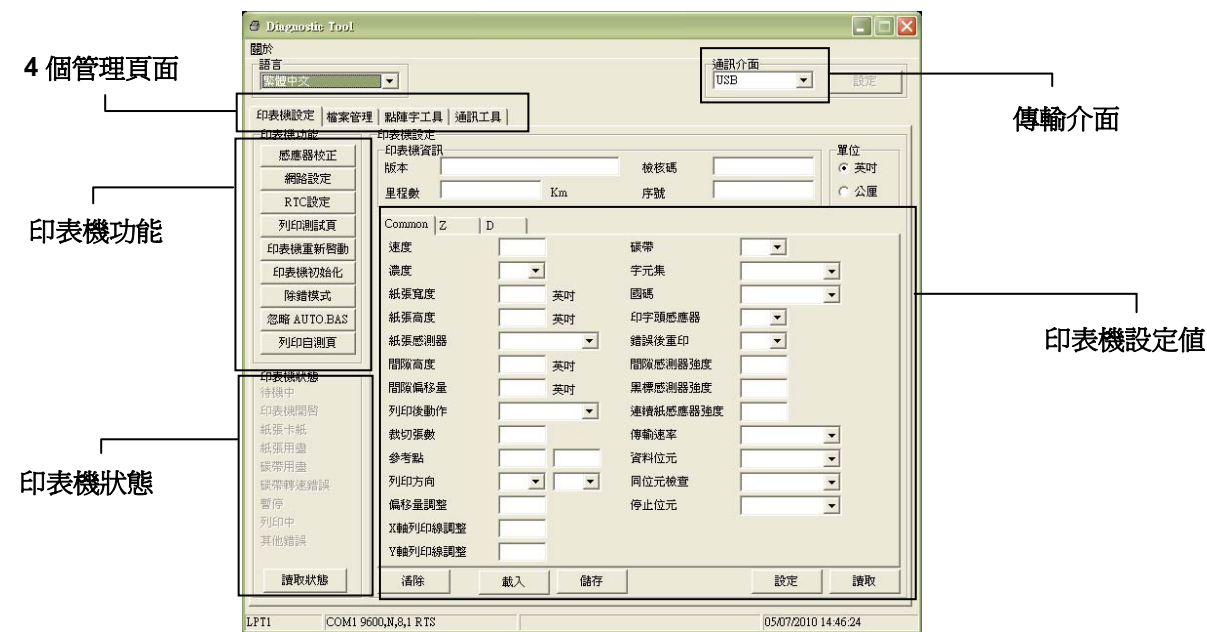 Diagnostic Tool
關於
語言
繁體中文
通訊介面
USB
設定
4 個管理頁面
傳輸介面
印表機設定 檔案管理 點陣字工具 通訊工具
印表機功能
感應器校正
網路設定
RTC設定
列印測試頁
印表機重新啓動
印表機初始化
除錯模式
忽略 AUTO.BAS
列印自測頁
印表機功能
印表機設定
印表機資訊
版本 檢核碼
里程數 Km 序號
單位
英吋
公厘
Common Z D
速度 碳帶
濃度 字元集
紙張寬度 英吋 國碼
紙張高度 英吋 印字頭感應器
紙張感測器 錯誤後重印
間隙高度 英吋 間隙感測器強度
間隙偏移量 英吋 黑標感測器強度
列印後動作 連續紙感應器強度
裁切張數 傳輸速率
參考點 資料位元
列印方向 同位元檢查
偏移量調整 停止位元
X軸列印線調整
Y軸列印線調整
清除 載入 儲存 設定 讀取
印表機設定值
印表機狀態
待機中
印表機開啓
紙張卡紙
紙張用盡
碳帶用盡
碳帶轉速錯誤
暫停
列印中
其他錯誤
讀取狀態
印表機狀態
LPT1 COM1 9600,N,8,1 RTS 05/07/2010 14:46:24